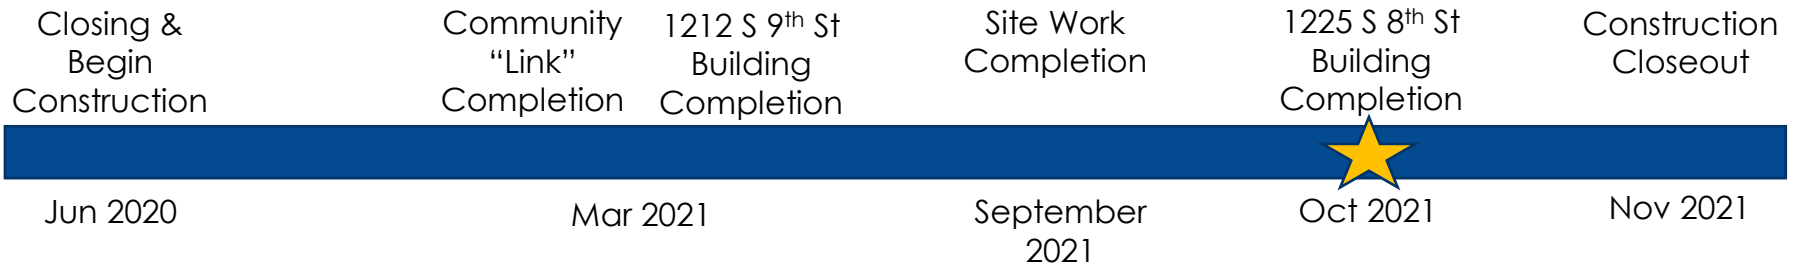 Closing &
Begin
Construction
Community
“Link”
Completion
1212 S 9th St
Building
Completion
Site Work
Completion
1225 S 8th St
Building
Completion
Construction
Closeout
Jun 2020
Mar 2021
September
2021
Oct 2021
Nov 2021